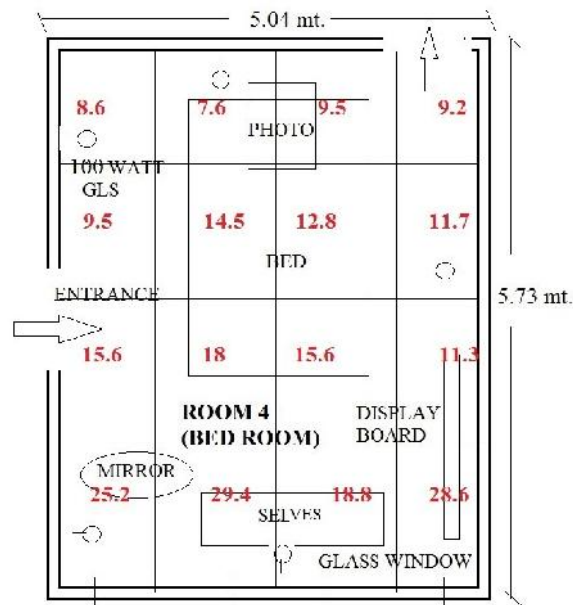 5.04 mt.
8.6 7.6 9.5 9.2
PHOTO
100 WATT
GLS
9.5 14.5 12.8 11.7
BED
ENTRANCE
5.73 mt.
15.6 18 15.6 11.3
ROOM 4
(BED ROOM)
DISPLAY
BOARD
MIRROR
25.2 29.4 18.8 28.6
SELVES
GLASS WINDOW